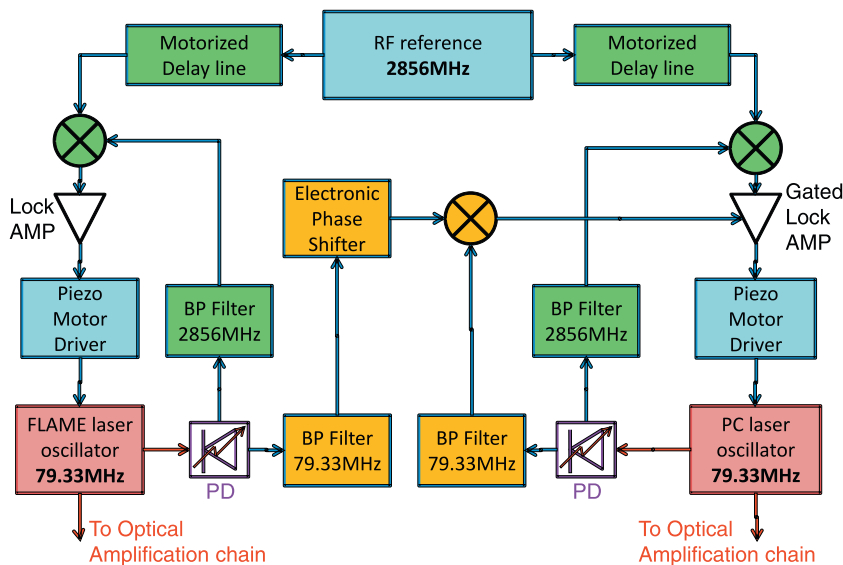 Motorized
Delay line
RF reference
2856MHz
Motorized
Delay line
Lock
AMP
Electronic
Phase
Shifter
Gated
Lock
AMP
Piezo
Motor
Driver
BP Filter
2856MHz
BP Filter
2856MHz
Piezo
Motor
Driver
FLAME laser
oscillator
79.33MHz
PD
BP Filter
79.33MHz
BP Filter
79.33MHz
PD
PC laser
oscillator
79.33MHz
To Optical
Amplification chain
To Optical
Amplification chain